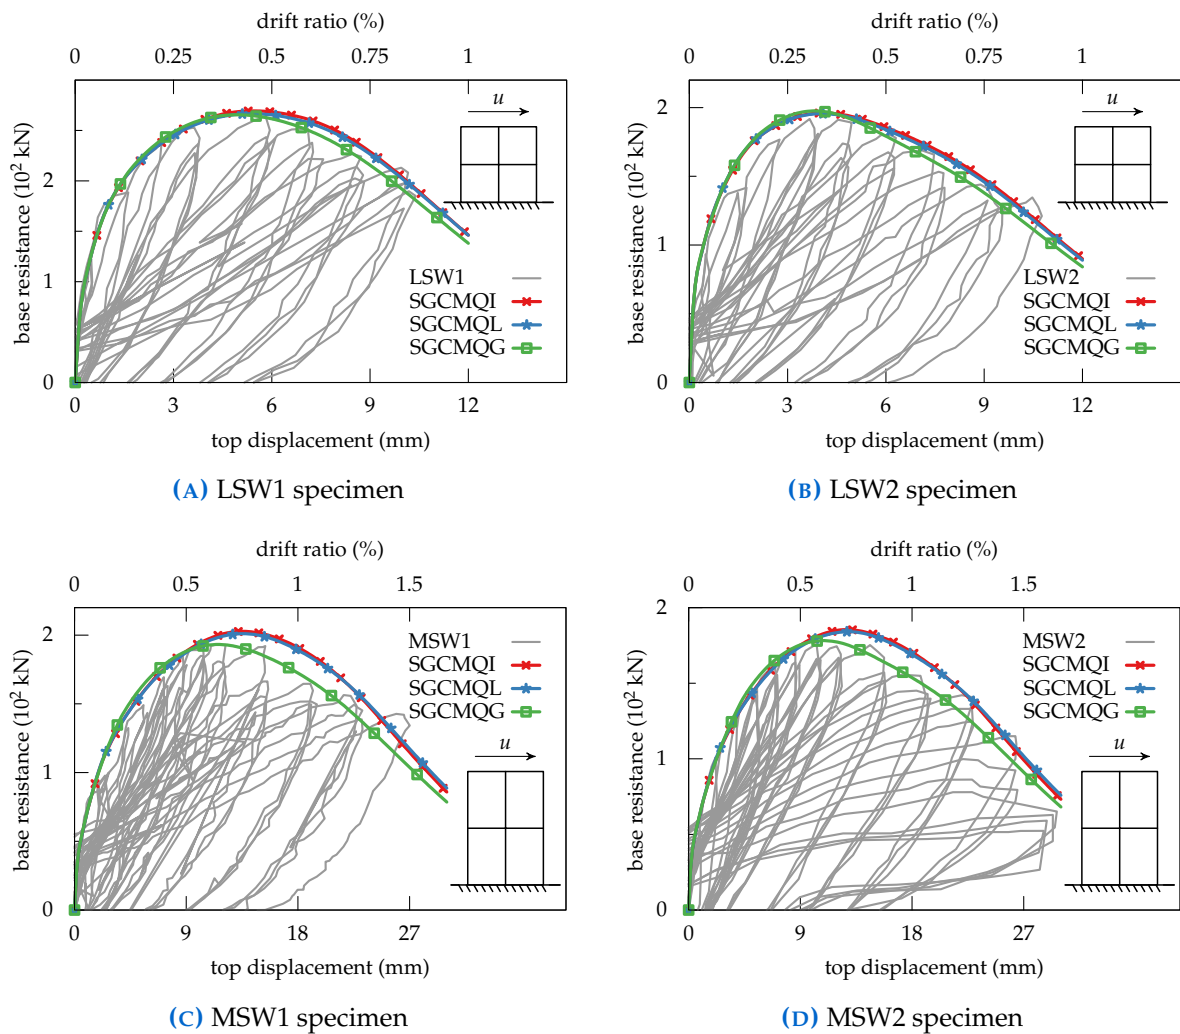 drift ratio (%)
0 0.25 0.5 0.75 1
base resistance (10² kN)
2
1
0
u
LSW1
SGCMQI
SGCMQL
SGCMQG
0 3 6 9 12
top displacement (mm)
(A) LSW1 specimen
drift ratio (%)
0 0.25 0.5 0.75 1
base resistance (10² kN)
2
1
0
u
LSW2
SGCMQI
SGCMQL
SGCMQG
0 3 6 9 12
top displacement (mm)
(B) LSW2 specimen
drift ratio (%)
0 0.5 1 1.5
base resistance (10² kN)
2
1
0
MSW1
SGCMQI
SGCMQL
SGCMQG
u
0 9 18 27
top displacement (mm)
(C) MSW1 specimen
drift ratio (%)
0 0.5 1 1.5
base resistance (10² kN)
2
1
0
MSW2
SGCMQI
SGCMQL
SGCMQG
u
0 9 18 27
top displacement (mm)
(D) MSW2 specimen